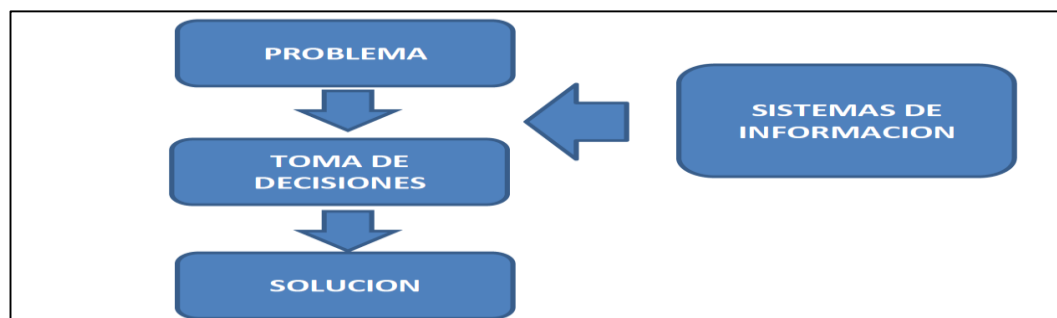 PROBLEMA
SISTEMAS DE
INFORMACION
TOMA DE
DECISIONES
SOLUCION